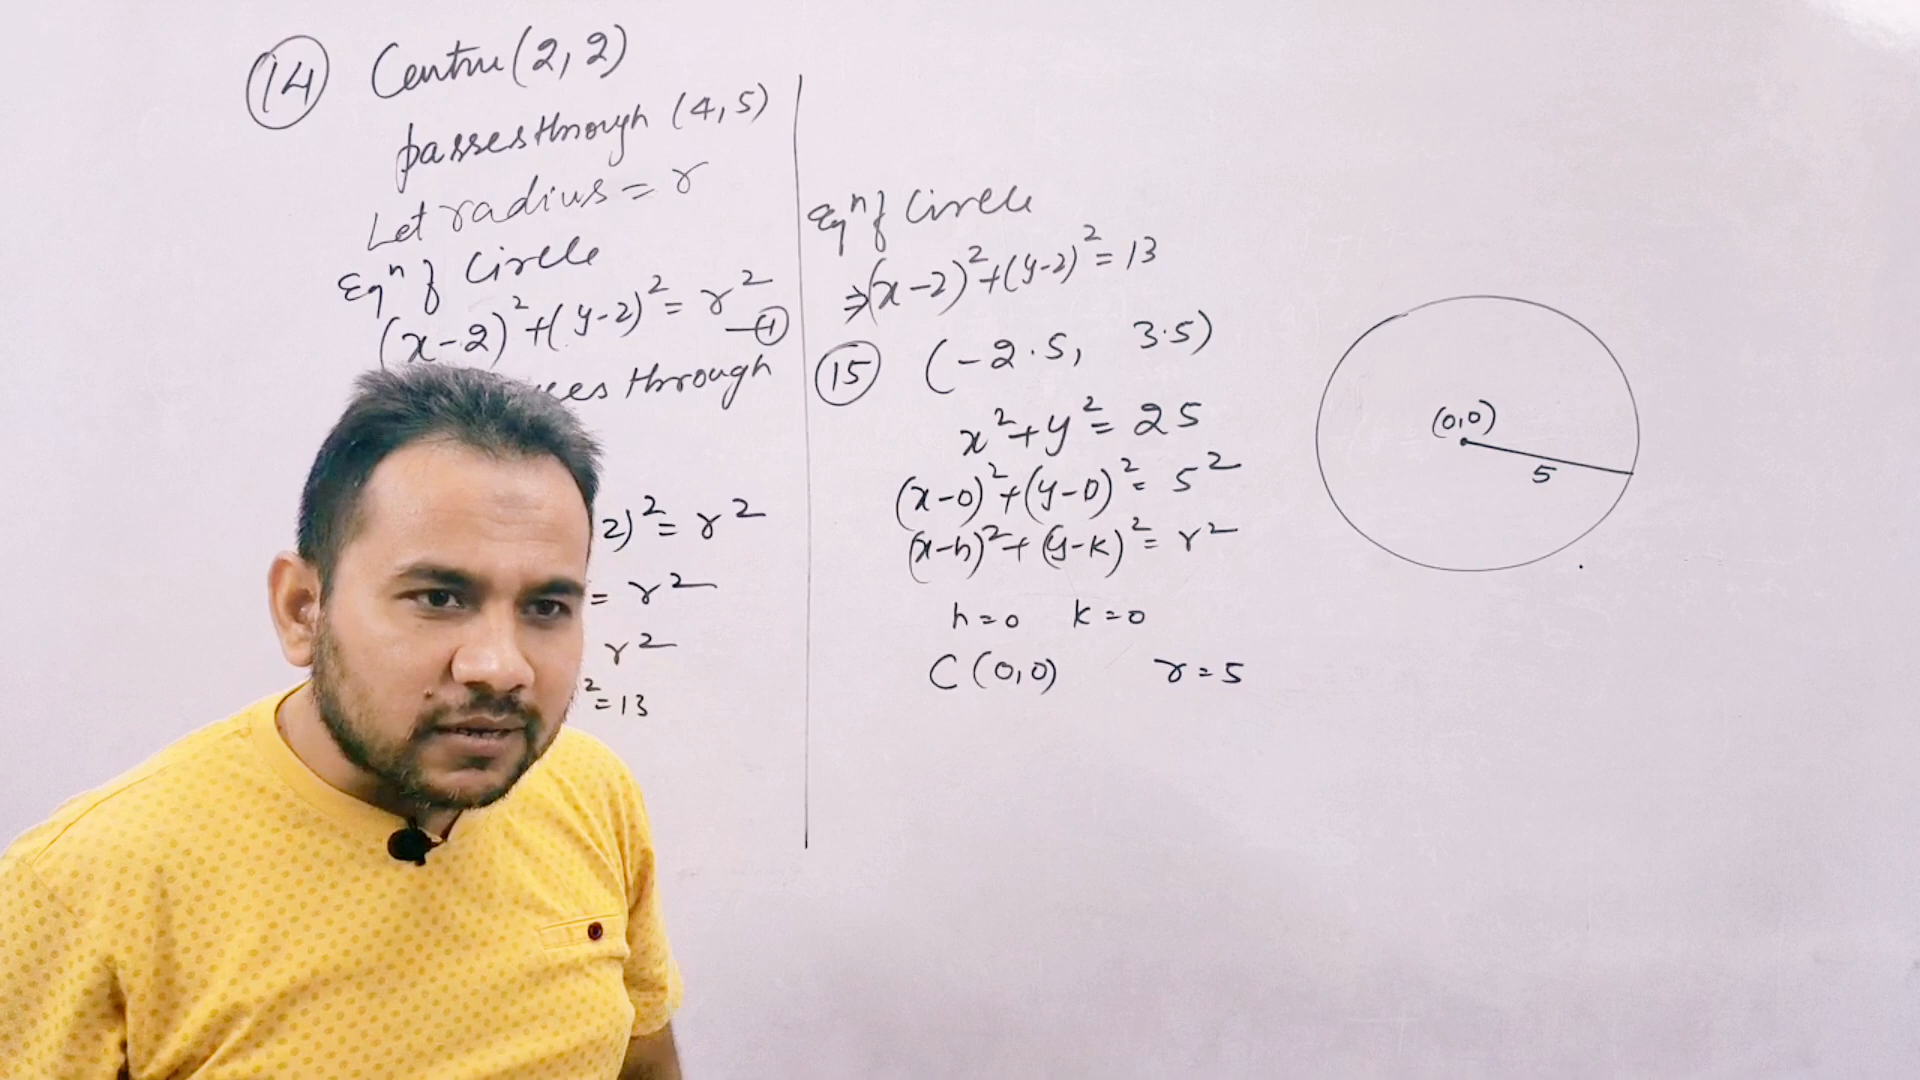 (14) Centre (2, 2)
passes through (4, 5)
Let radius = r
Eqⁿ of Circle
(x-2)² + (y-2)² = r² —(1)
through
2)² = r²
= r²
r²
² = 13
Eqⁿ of Circle
⇒ (x-2)² + (y-2)² = 13
(15) (-2.5, 3.5)
x² + y² = 25
(x-0)² + (y-0)² = 5²
(x-h)² + (y-k)² = r²
h = 0 k = 0
C (0,0) r = 5
(0,0)
5